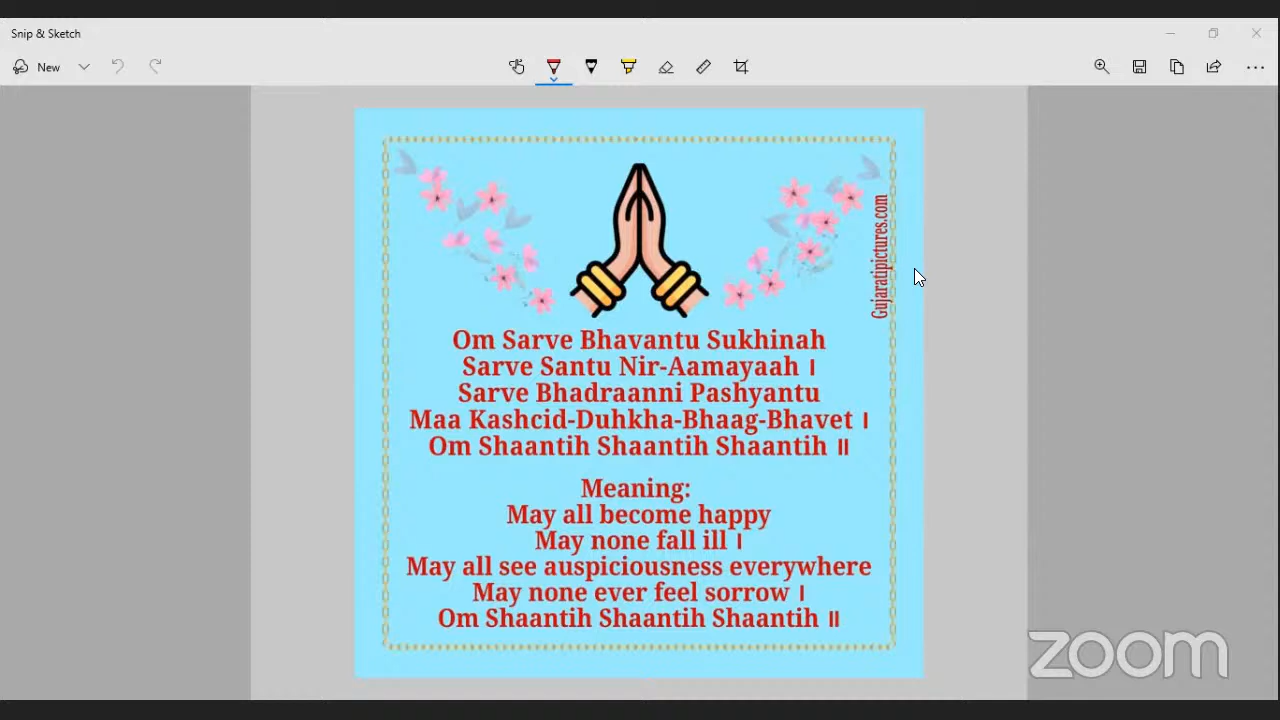 Snip & Sketch
New
Gujaratipictures.com
Om Sarve Bhavantu Sukhinah
Sarve Santu Nir-Aamayaah ।
Sarve Bhadraanni Pashyantu
Maa Kashcid-Duhkha-Bhaag-Bhavet ।
Om Shaantih Shaantih Shaantih ॥
Meaning:
May all become happy
May none fall ill ।
May all see auspiciousness everywhere
May none ever feel sorrow ।
Om Shaantih Shaantih Shaantih ॥
zoom